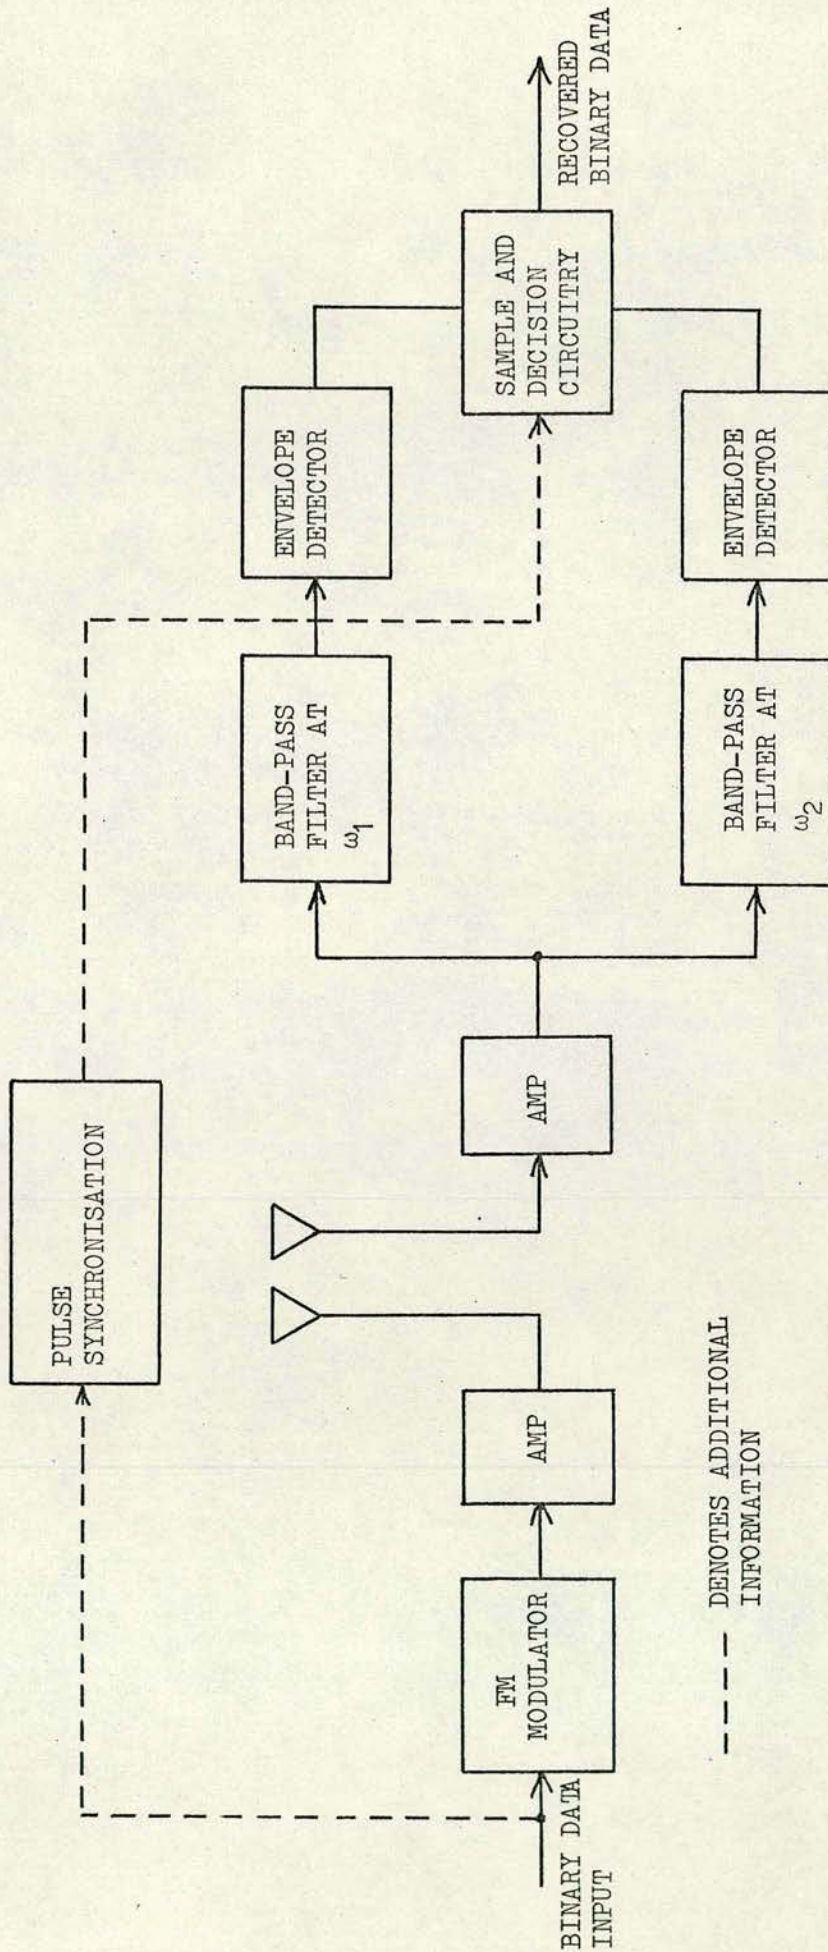 PULSE
SYNCHRONISATION
BINARY DATA
INPUT
FM
MODULATOR
AMP
AMP
BAND-PASS
FILTER AT
ω1
ENVELOPE
DETECTOR
BAND-PASS
FILTER AT
ω2
ENVELOPE
DETECTOR
SAMPLE AND
DECISION
CIRCUITRY
RECOVERED
BINARY DATA
DENOTES ADDITIONAL
INFORMATION